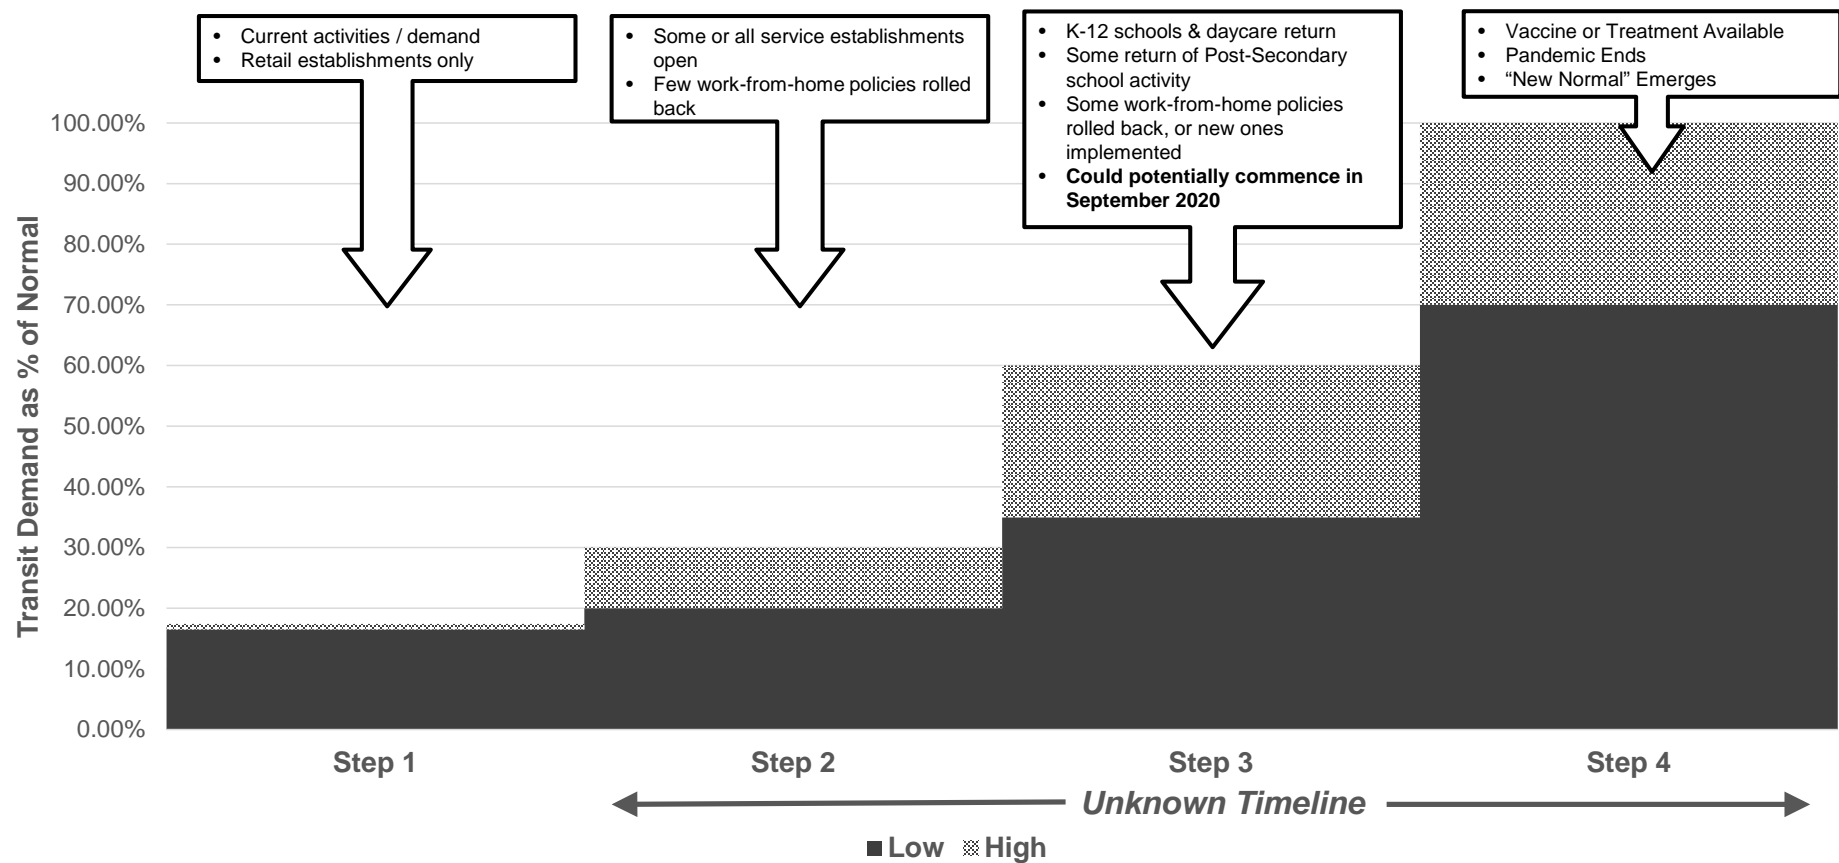 • Current activities / demand
• Retail establishments only
• Some or all service establishments
open
• Few work-from-home policies rolled
back
• K-12 schools & daycare return
• Some return of Post-Secondary
school activity
• Some work-from-home policies
rolled back, or new ones
implemented
• Could potentially commence in
September 2020
• Vaccine or Treatment Available
• Pandemic Ends
• “New Normal” Emerges
Transit Demand as % of Normal
100.00%
90.00%
80.00%
70.00%
60.00%
50.00%
40.00%
30.00%
20.00%
10.00%
0.00%
Step 1
Step 2
Step 3
Step 4
Unknown Timeline
Low
High